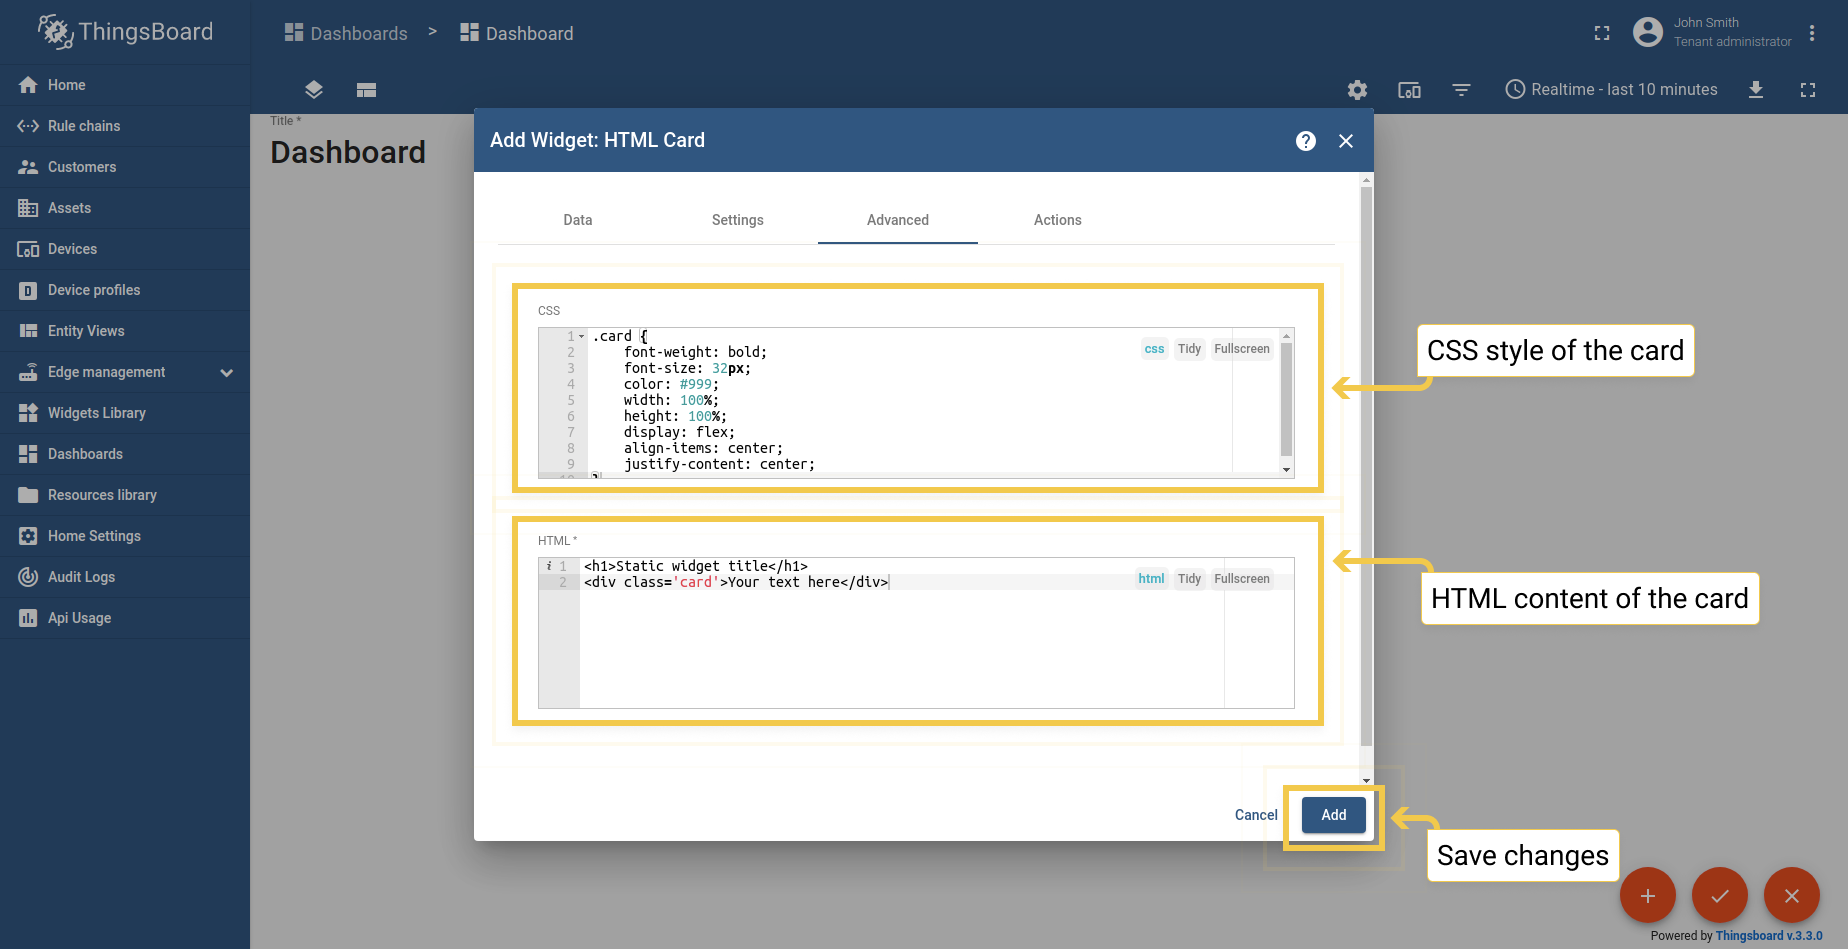 ThingsBoard
Dashboards > Dashboard
John Smith
Tenant administrator
Home
Rule chains
Customers
Assets
Devices
Device profiles
Entity Views
Edge management
Widgets Library
Dashboards
Resources library
Home Settings
Audit Logs
Api Usage
Realtime - last 10 minutes
Title *
Dashboard
Add Widget: HTML Card
?
Data
Settings
Advanced
Actions
CSS
css Tidy Fullscreen
1 .card {
2 font-weight: bold;
3 font-size: 32px;
4 color: #999;
5 width: 100%;
6 height: 100%;
7 display: flex;
8 align-items: center;
9 justify-content: center;
10 }
CSS style of the card
HTML *
html Tidy Fullscreen
i 1 <h1>Static widget title</h1>
2 <div class='card'>Your text here</div>
HTML content of the card
Cancel
Add
Save changes
Powered by Thingsboard v.3.3.0